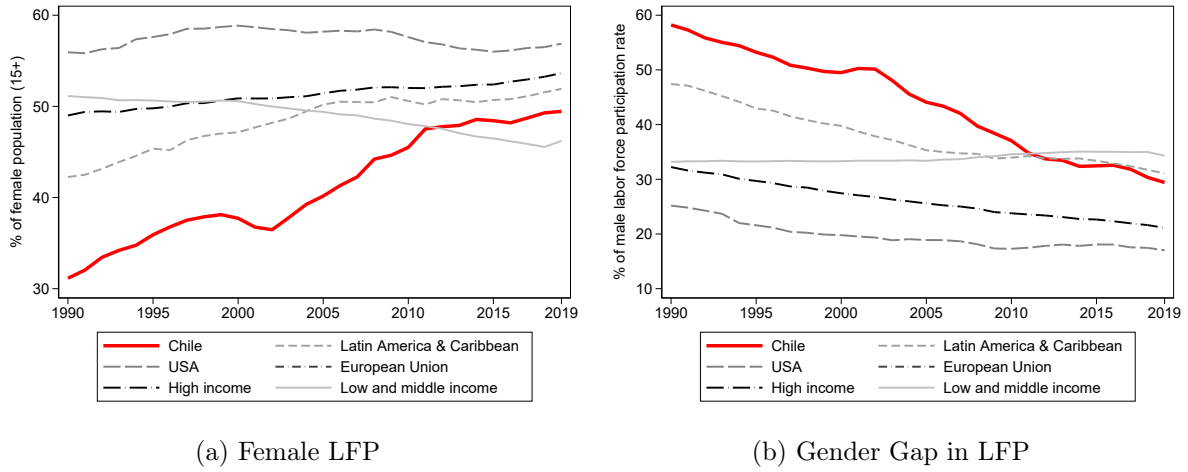 60
50
40
30
% of female population (15+)
1990 1995 2000 2005 2010 2015 2019
Chile Latin America & Caribbean
USA European Union
High income Low and middle income
(a) Female LFP
60
50
40
30
20
10
% of male labor force participation rate
1990 1995 2000 2005 2010 2015 2019
Chile Latin America & Caribbean
USA European Union
High income Low and middle income
(b) Gender Gap in LFP